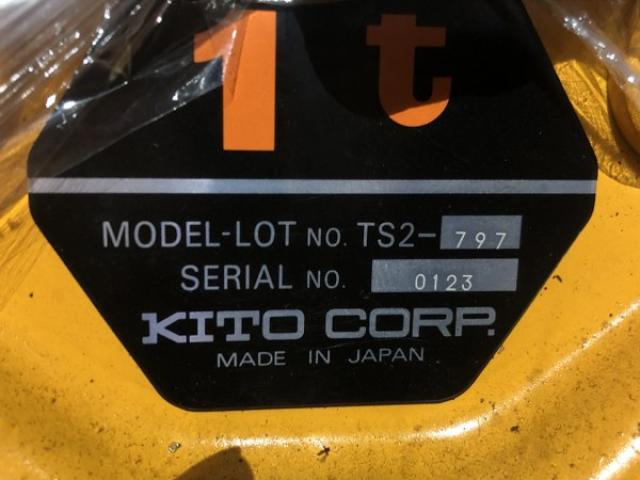 1t
MODEL-LOT NO. TS2-797
SERIAL NO. 0123
KITO CORP.
MADE IN JAPAN